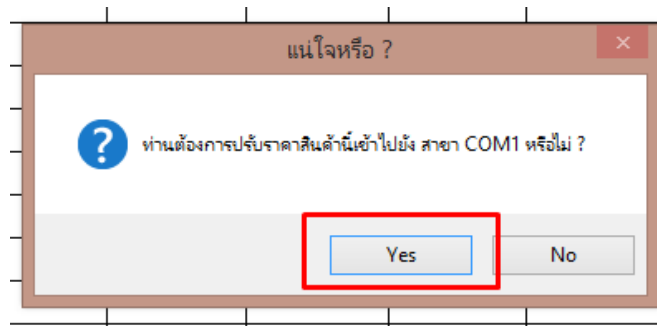 แน่ใจหรือ ?
ท่านต้องการปรับราคาสินค้านี้เข้าไปยัง สาขา COM1 หรือไม่ ?
Yes
No